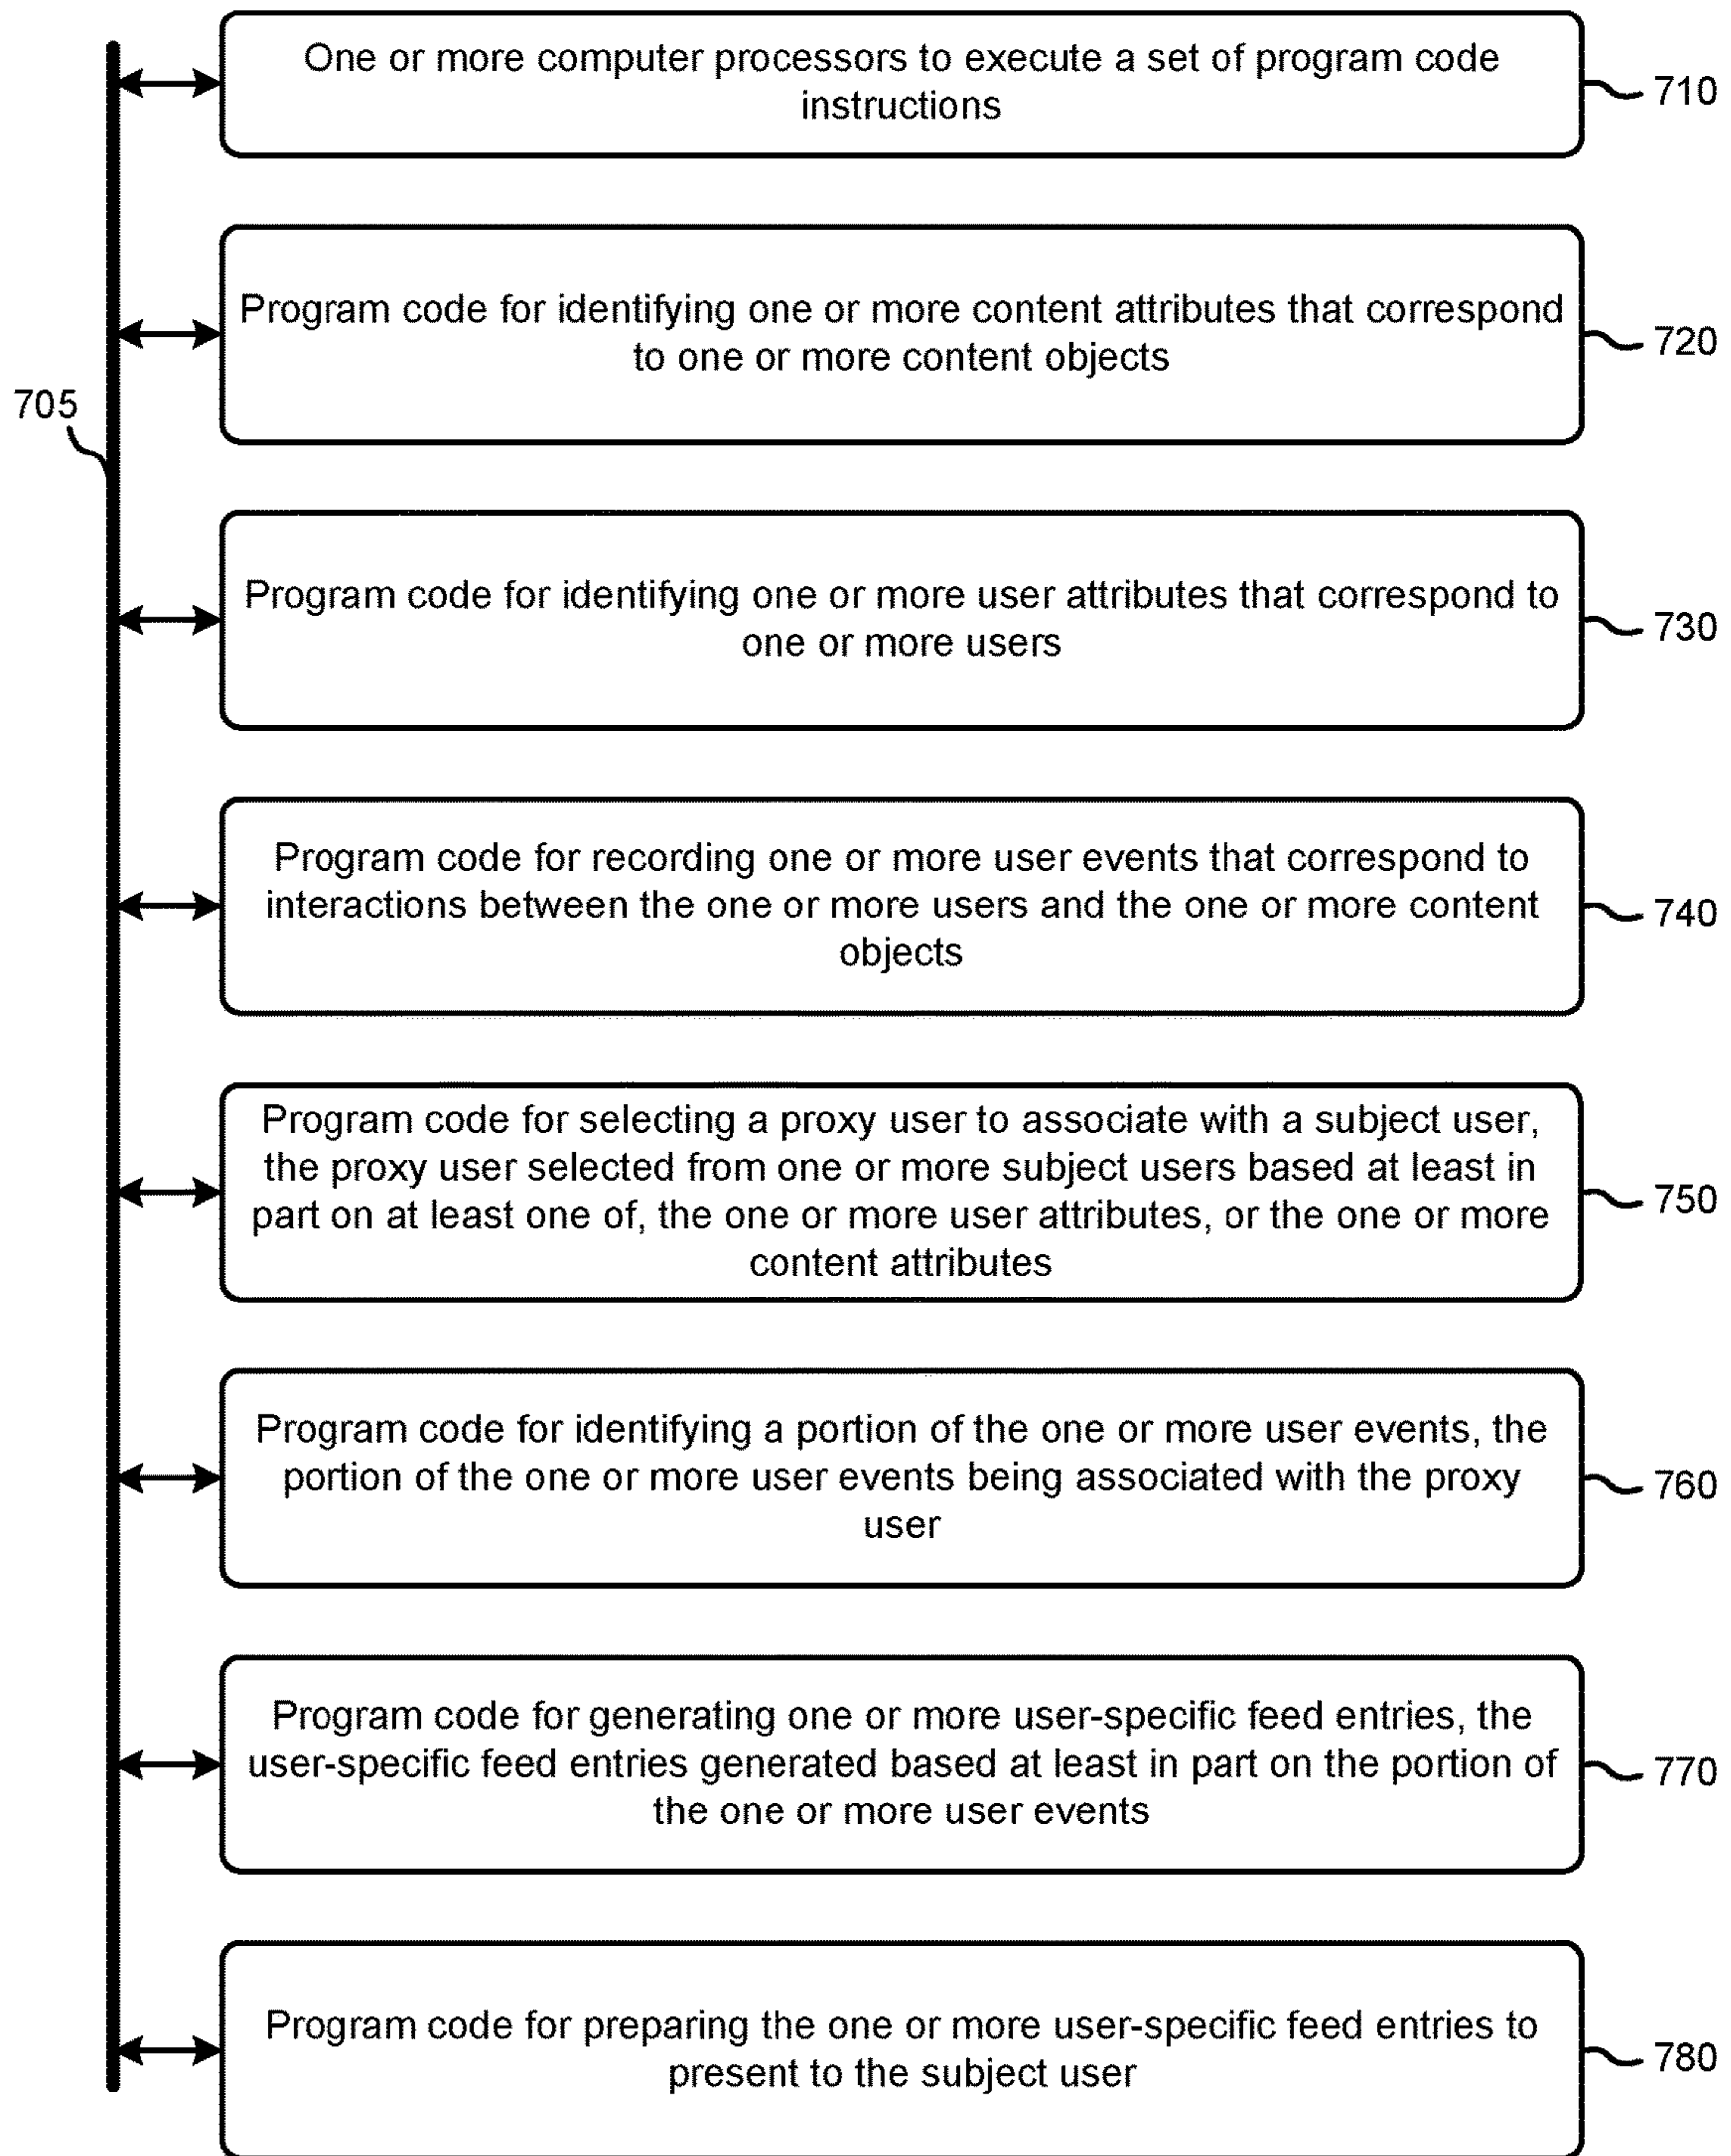 One or more computer processors to execute a set of program code
instructions
710
Program code for identifying one or more content attributes that correspond
to one or more content objects
720
705
Program code for identifying one or more user attributes that correspond to
one or more users
730
Program code for recording one or more user events that correspond to
interactions between the one or more users and the one or more content
objects
740
Program code for selecting a proxy user to associate with a subject user,
the proxy user selected from one or more subject users based at least in
part on at least one of, the one or more user attributes, or the one or more
content attributes
750
Program code for identifying a portion of the one or more user events, the
portion of the one or more user events being associated with the proxy
user
760
Program code for generating one or more user-specific feed entries, the
user-specific feed entries generated based at least in part on the portion of
the one or more user events
770
Program code for preparing the one or more user-specific feed entries to
present to the subject user
780